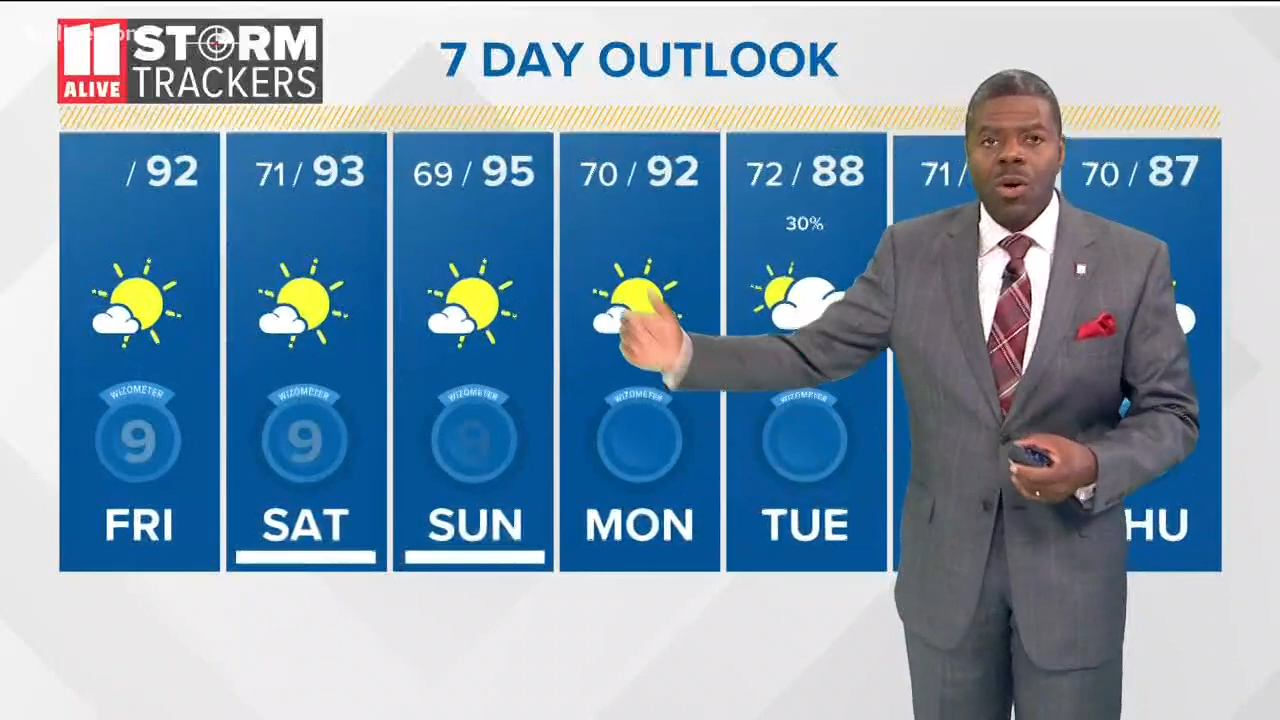 11
ALIVE
STORM
TRACKERS
7 DAY OUTLOOK
/ 92
71 / 93
69 / 95
70 / 92
72 / 88
71 /
70 / 87
30%
WIZOMETER
WIZOMETER
WIZOMETER
WIZOMETER
WIZOMETER
9
9
9
FRI
SAT
SUN
MON
TUE
HU